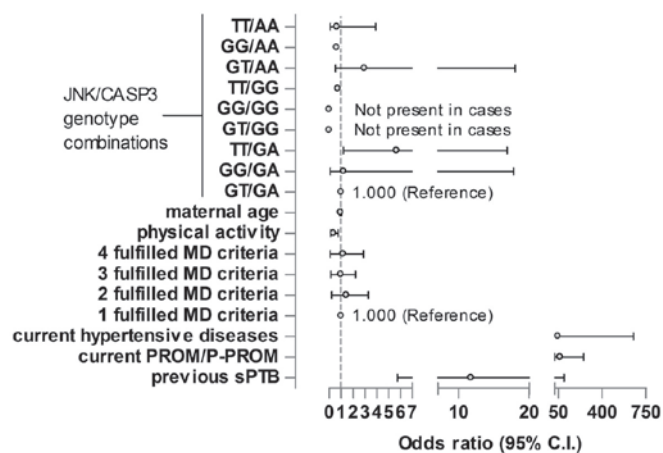 TT/AA
GG/AA
GT/AA
TT/GG
GG/GG Not present in cases
GT/GG Not present in cases
TT/GA
GG/GA
GT/GA 1.000 (Reference)
JNK/CASP3
genotype
combinations
maternal age
physical activity
4 fulfilled MD criteria
3 fulfilled MD criteria
2 fulfilled MD criteria
1 fulfilled MD criteria 1.000 (Reference)
current hypertensive diseases
current PROM/P-PROM
previous sPTB
0 1 2 3 4 5 6 7 10 20 50 400 750
Odds ratio (95% C.I.)